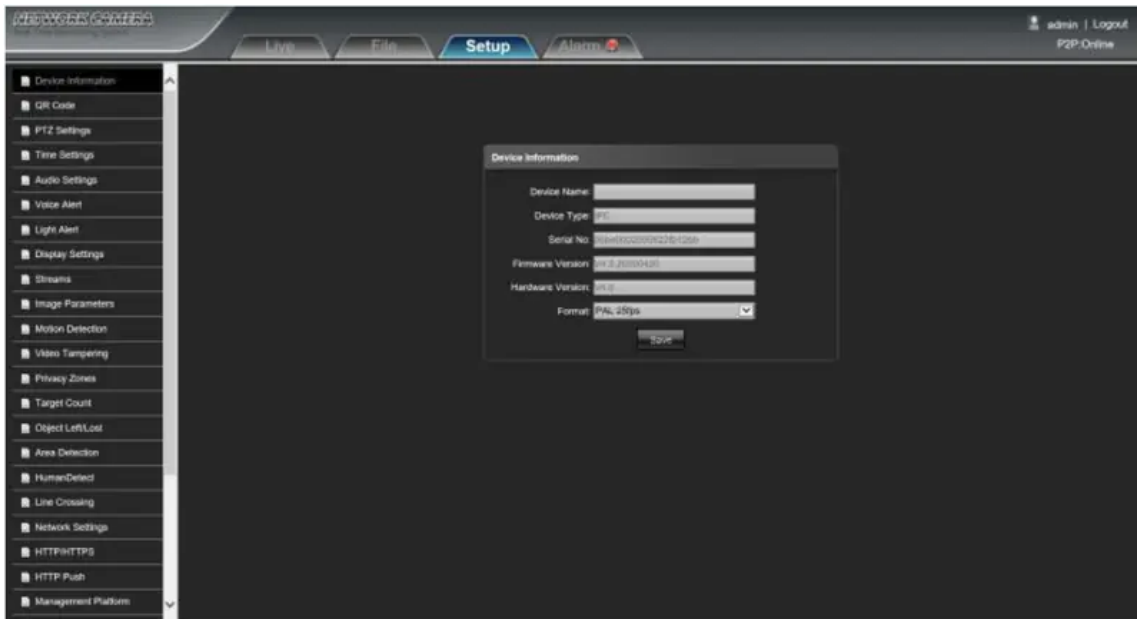 NETWORK CAMERA
Live
File
Setup
Alarm
admin | Logout
P2P:Online
Device Information
QR Code
PTZ Settings
Time Settings
Audio Settings
Voice Alert
Light Alert
Display Settings
Streams
Image Parameters
Motion Detection
Video Tampering
Privacy Zones
Target Count
Object Left/Lost
Area Detection
HumanDetect
Line Crossing
Network Settings
HTTP/HTTPS
HTTP Push
Management Platform
Device Information
Device Name:
Device Type: IPC
Serial No.
Firmware Version:
Hardware Version:
Format: PAL 25fps
Save